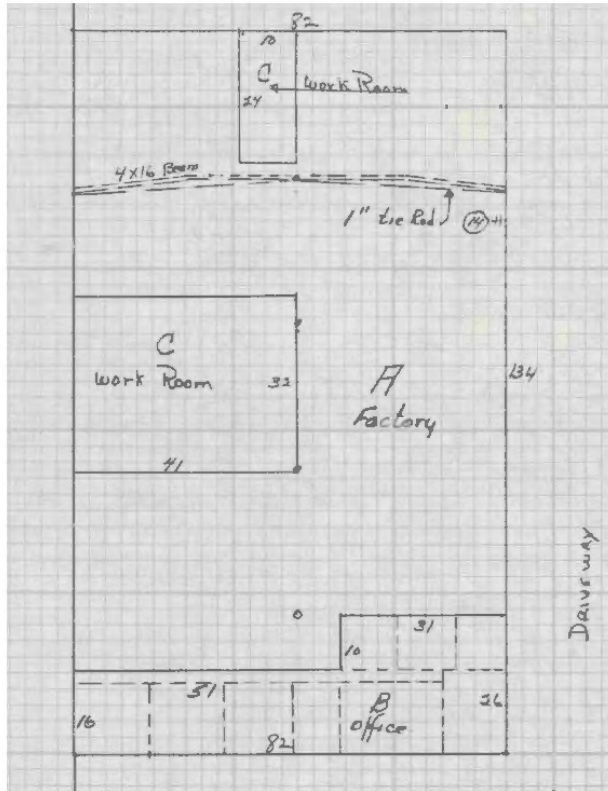 82
10
C
Work Room
24
4x16 Beam
1" tie Rod
14
C
Work Room
32
A
Factory
134
41
DRIVEWAY
31
10
51
B
office
26
16
82